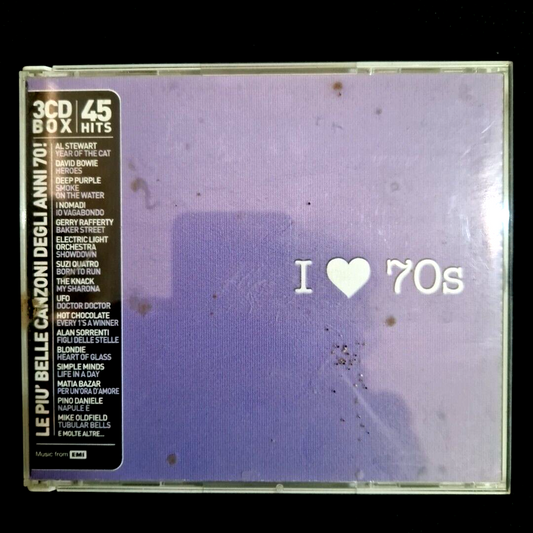 3CD
BOX
45
HITS
LE PIU' BELLE CANZONI DEGLI ANNI 70!
AL STEWART
YEAR OF THE CAT
DAVID BOWIE
HEROES
DEEP PURPLE
SMOKE
ON THE WATER
I NOMADI
IO VAGABONDO
GERRY RAFFERTY
BAKER STREET
ELECTRIC LIGHT
ORCHESTRA
SHOWDOWN
SUZI QUATRO
BORN TO RUN
THE KNACK
MY SHARONA
UFO
DOCTOR DOCTOR
HOT CHOCOLATE
EVERY 1'S A WINNER
ALAN SORRENTI
FIGLI DELLE STELLE
BLONDIE
HEART OF GLASS
SIMPLE MINDS
LIFE IN A DAY
MATIA BAZAR
PER UN'ORA D'AMORE
PINO DANIELE
NAPULE È
MIKE OLDFIELD
TUBULAR BELLS
E MOLTE ALTRE...
Music from EMI
I ♥ 70s